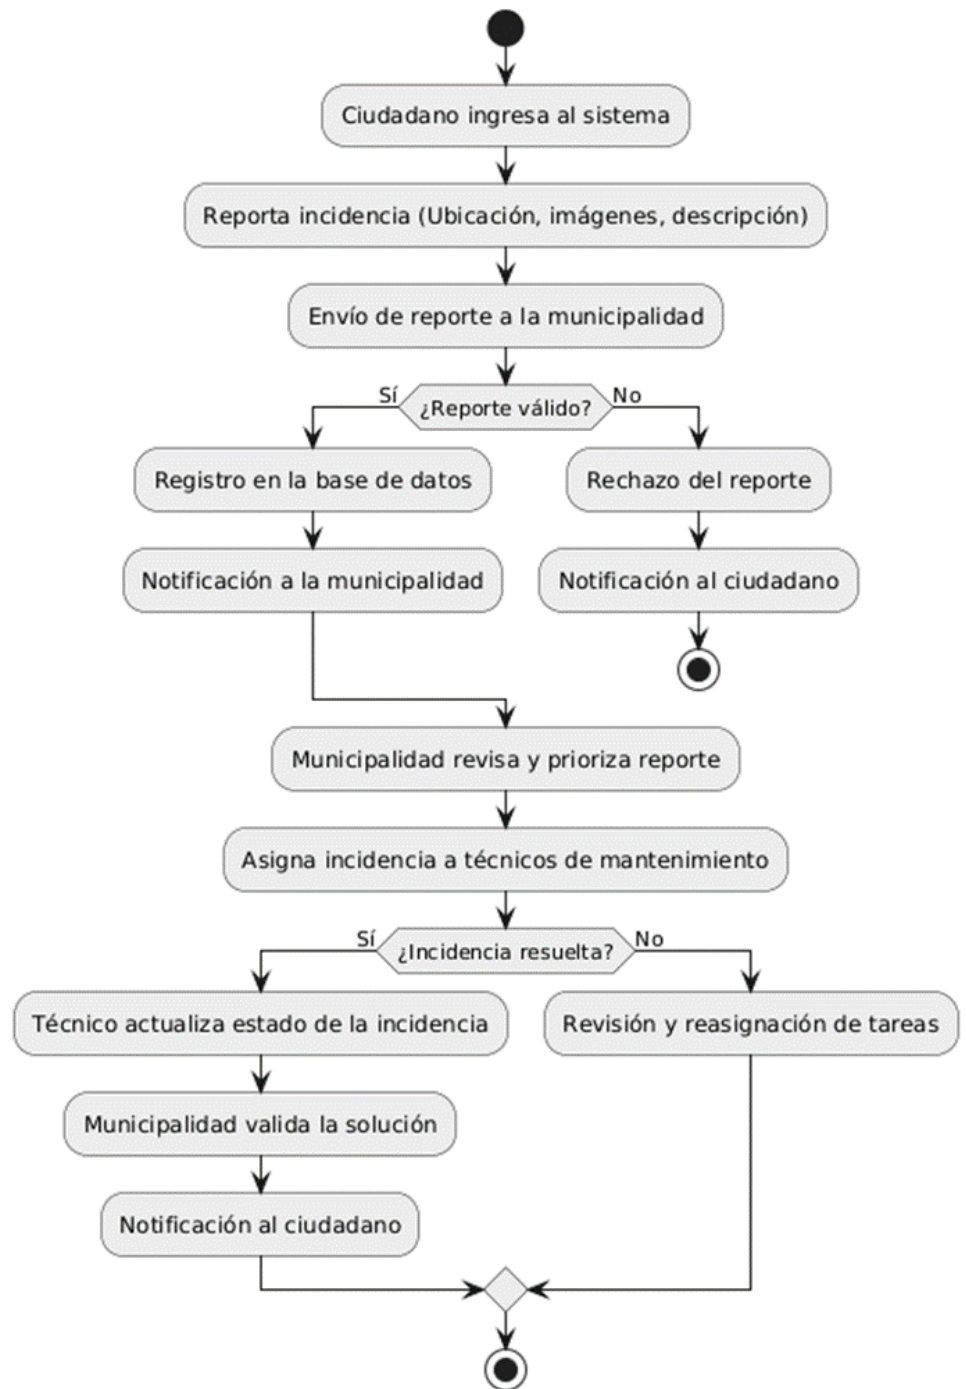 Ciudadano ingresa al sistema
Reporta incidencia (Ubicación, imágenes, descripción)
Envío de reporte a la municipalidad
Sí
¿Reporte válido?
No
Registro en la base de datos
Rechazo del reporte
Notificación a la municipalidad
Notificación al ciudadano
Municipalidad revisa y prioriza reporte
Asigna incidencia a técnicos de mantenimiento
Sí
¿Incidencia resuelta?
No
Técnico actualiza estado de la incidencia
Revisión y reasignación de tareas
Municipalidad valida la solución
Notificación al ciudadano